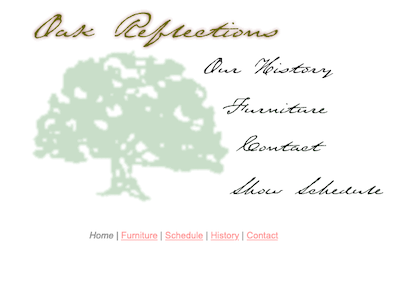 Oak Reflections
Our History
Furniture
Contact
Show Schedule
Home | Furniture | Schedule | History | Contact